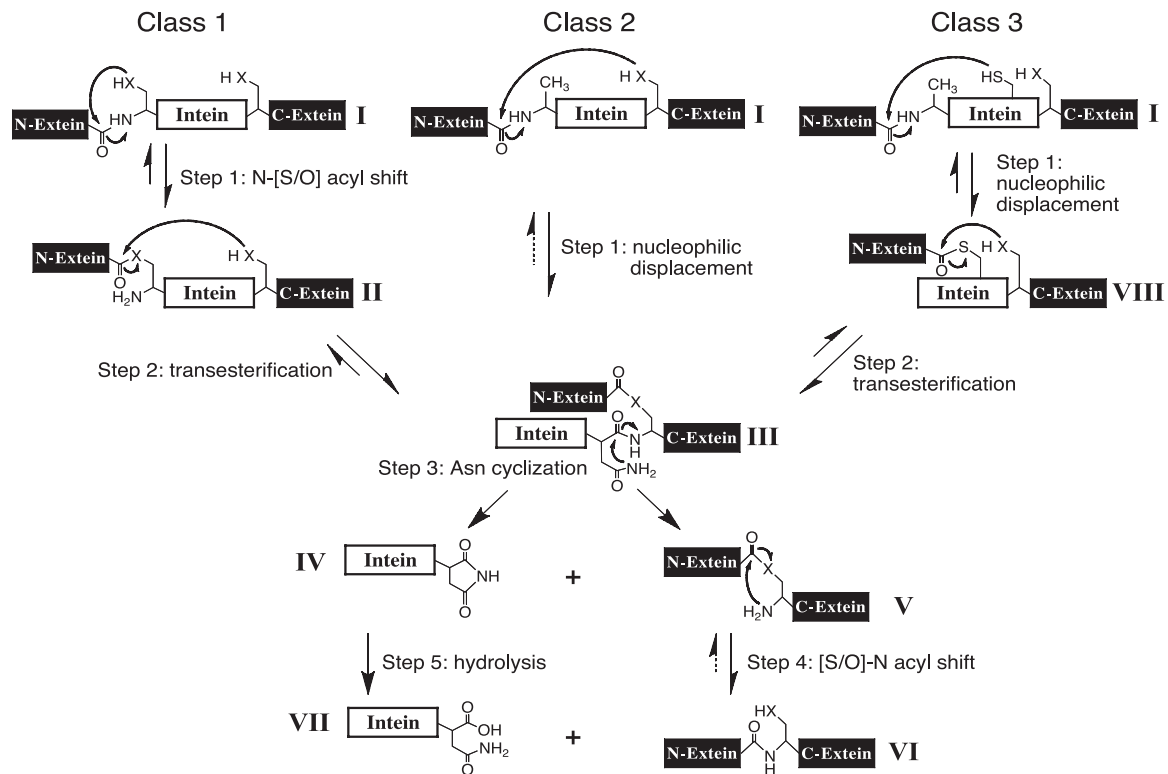 Class 1 Class 2 Class 3
HX H X CH3 H X CH3 HS H X
N-Extein HN Intein C-Extein I
O
N-Extein HN Intein C-Extein I
O
N-Extein HN Intein C-Extein I
O
Step 1: N-[S/O] acyl shift
Step 1: nucleophilic
displacement
Step 1:
nucleophilic
displacement
N-Extein X H X
O
H2N Intein C-Extein II
N-Extein S H X
O
Intein C-Extein VIII
Step 2: transesterification
Step 2:
transesterification
O
N-Extein X
Intein O N C-Extein III
H
NH2
O
Step 3: Asn cyclization
IV Intein O
NH
O
+
O
N-Extein X
H2N C-Extein V
Step 5: hydrolysis
Step 4: [S/O]-N acyl shift
VII Intein O
OH
NH2
O
+
HX
O
N-Extein N C-Extein VI
H